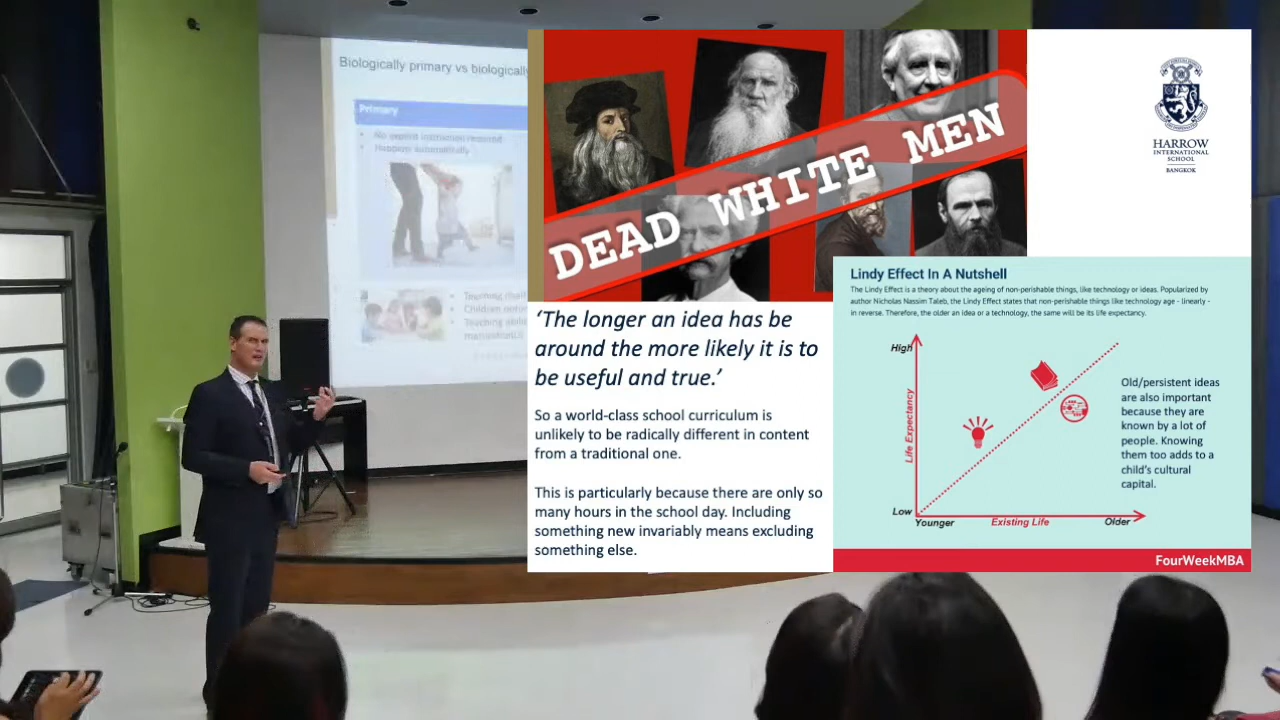 Biologically primary vs biologically
Primary
No explicit instruction required
Happens automatically
Children
Teaching
DEAD WHITE MEN
HARROW
INTERNATIONAL
SCHOOL
BANGKOK
‘The longer an idea has be
around the more likely it is to
be useful and true.’
So a world-class school curriculum is
unlikely to be radically different in content
from a traditional one.
This is particularly because there are only so
many hours in the school day. Including
something new invariably means excluding
something else.
Lindy Effect In A Nutshell
The Lindy Effect is a theory about the ageing of non-perishable things, like technology or ideas. Popularized by
author Nicholas Nassim Taleb, the Lindy Effect states that non-perishable things like technology age - linearly -
in reverse. Therefore, the older an idea or a technology, the same will be its life expectancy.
High
Life Expectancy
Low
Younger
Existing Life
Older
Old/persistent ideas
are also important
because they are
known by a lot of
people. Knowing
them too adds to a
child's cultural
capital.
FourWeekMBA